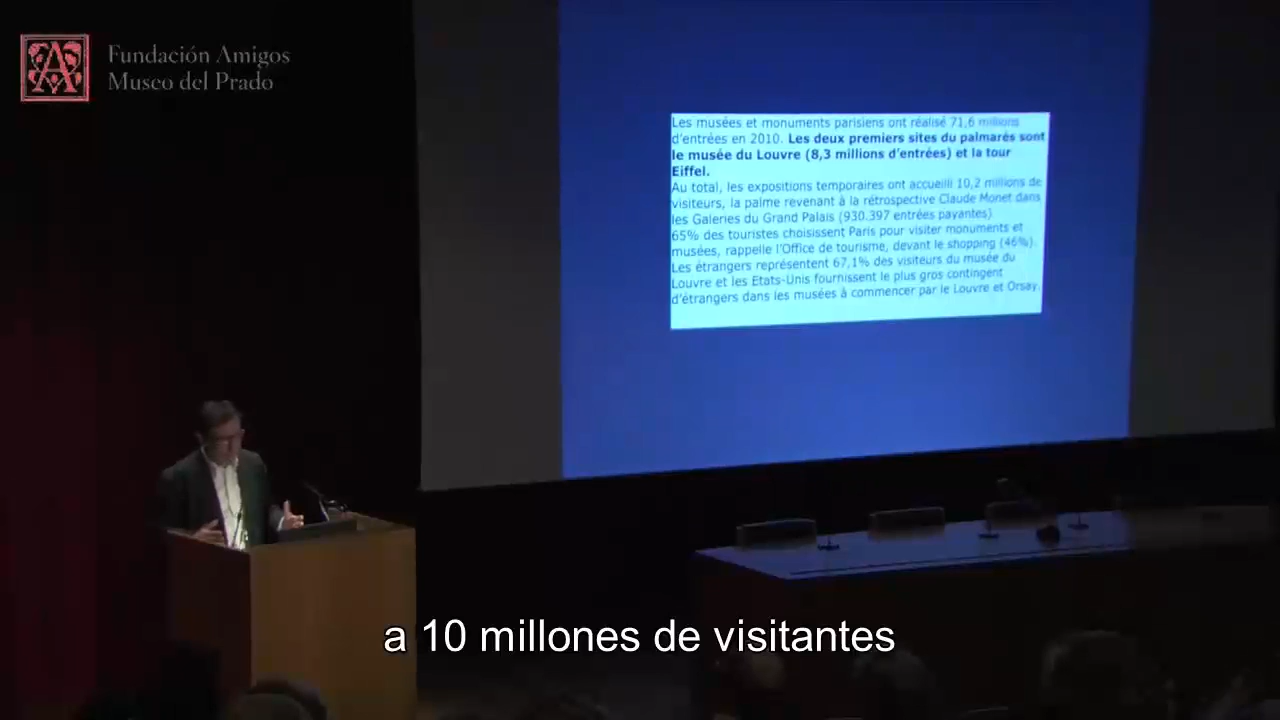 Fundación Amigos
Museo del Prado
Les musées et monuments parisiens ont réalisé 71,6 millions
d'entrées en 2010. Les deux premiers sites du palmarès sont
le musée du Louvre (8,3 millions d'entrées) et la tour
Eiffel.
Au total, les expositions temporaires ont accueilli 10,2 millions de
visiteurs, la palme revenant à la rétrospective Claude Monet dans
les Galeries du Grand Palais (930.397 entrées payantes)
65% des touristes choisissent Paris pour visiter monuments et
musées, rappelle l'Office de tourisme, devant le shopping (46%).
Les étrangers représentent 67,1% des visiteurs du musée du
Louvre et les Etats-Unis fournissent le plus gros contingent
d'étrangers dans les musées à commencer par le Louvre et Orsay.
a 10 millones de visitantes